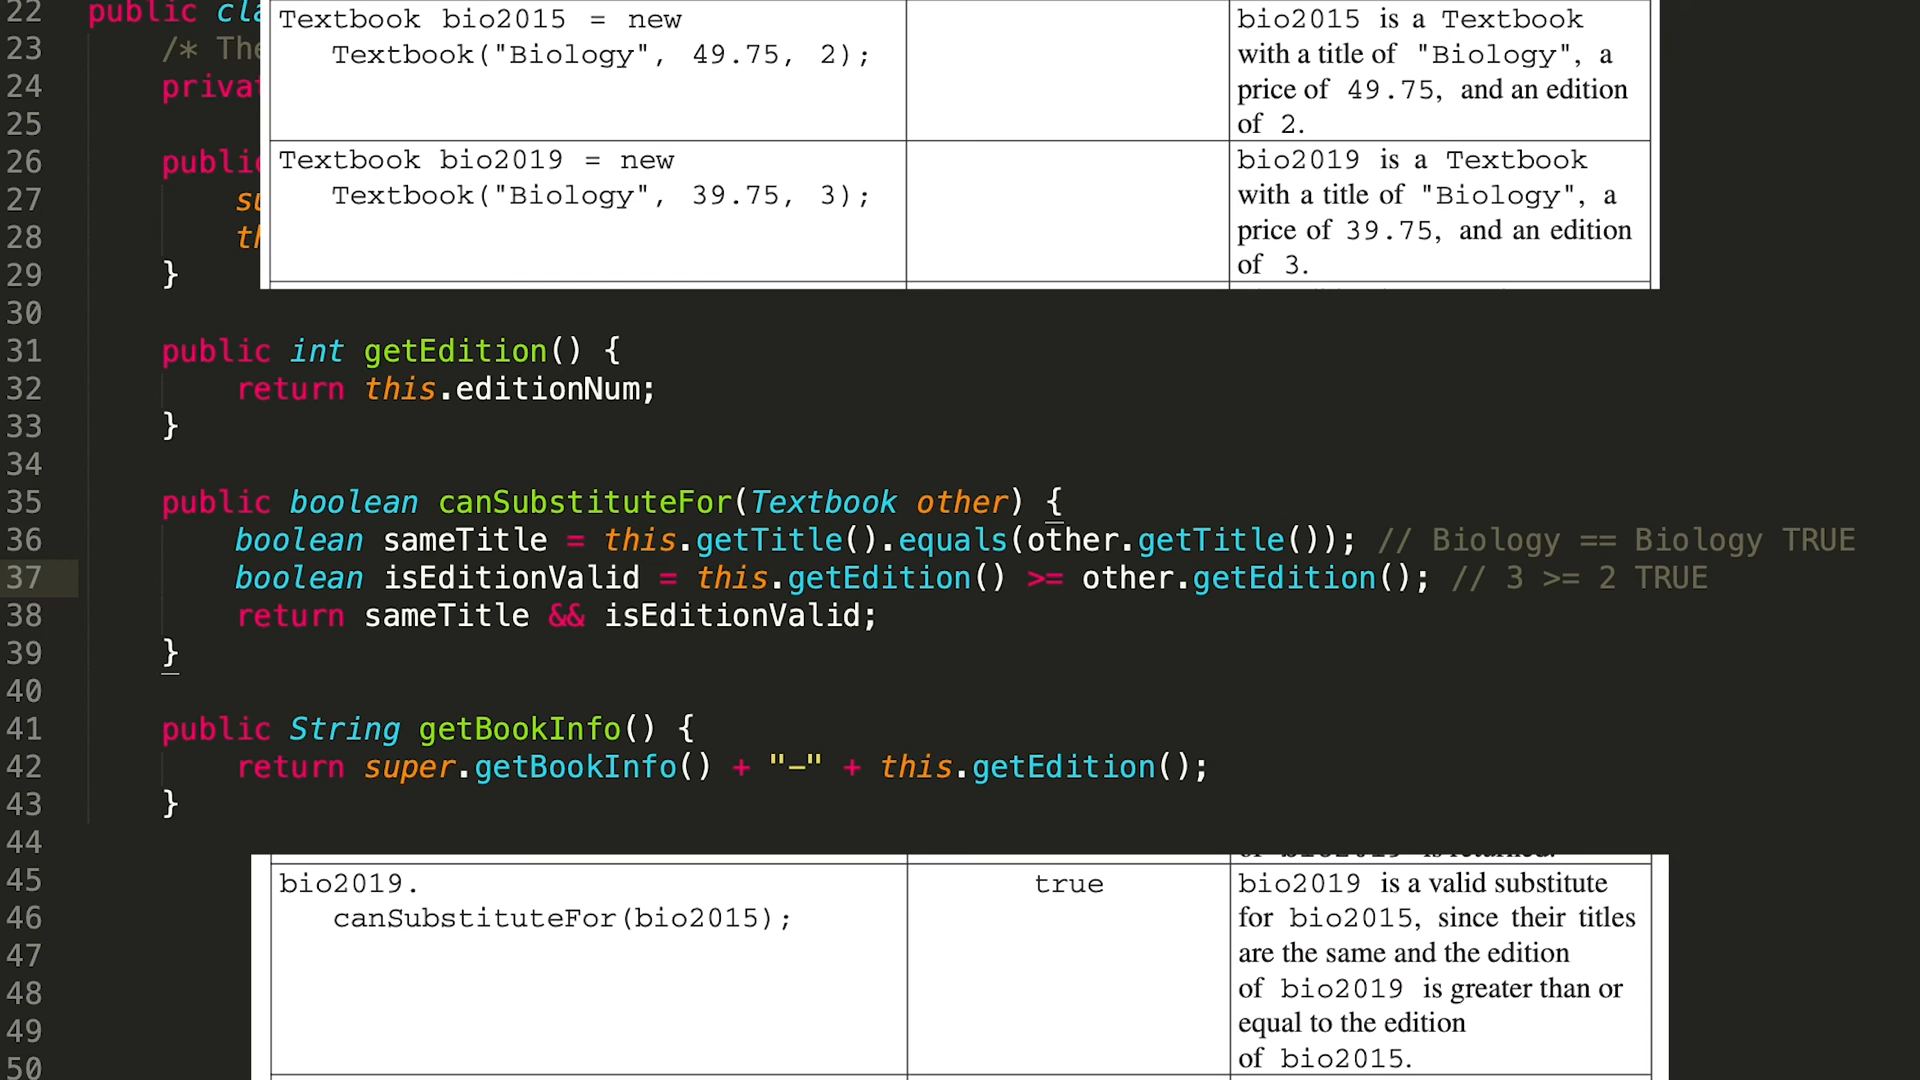 22 public cla
23 /* The
24 privat
25
26 public
27 su
28 th
29 }
Textbook bio2015 = new
Textbook("Biology", 49.75, 2);
bio2015 is a Textbook
with a title of "Biology", a
price of 49.75, and an edition
of 2.
Textbook bio2019 = new
Textbook("Biology", 39.75, 3);
bio2019 is a Textbook
with a title of "Biology", a
price of 39.75, and an edition
of 3.
30
31 public int getEdition() {
32 return this.editionNum;
33 }
34
35 public boolean canSubstituteFor(Textbook other) {
36 boolean sameTitle = this.getTitle().equals(other.getTitle()); // Biology == Biology TRUE
37 boolean isEditionValid = this.getEdition() >= other.getEdition(); // 3 >= 2 TRUE
38 return sameTitle && isEditionValid;
39 }
40
41 public String getBookInfo() {
42 return super.getBookInfo() + "-" + this.getEdition();
43 }
44
45
46
47
48
49
50
bio2019.
canSubstituteFor(bio2015);
true
bio2019 is a valid substitute
for bio2015, since their titles
are the same and the edition
of bio2019 is greater than or
equal to the edition
of bio2015.